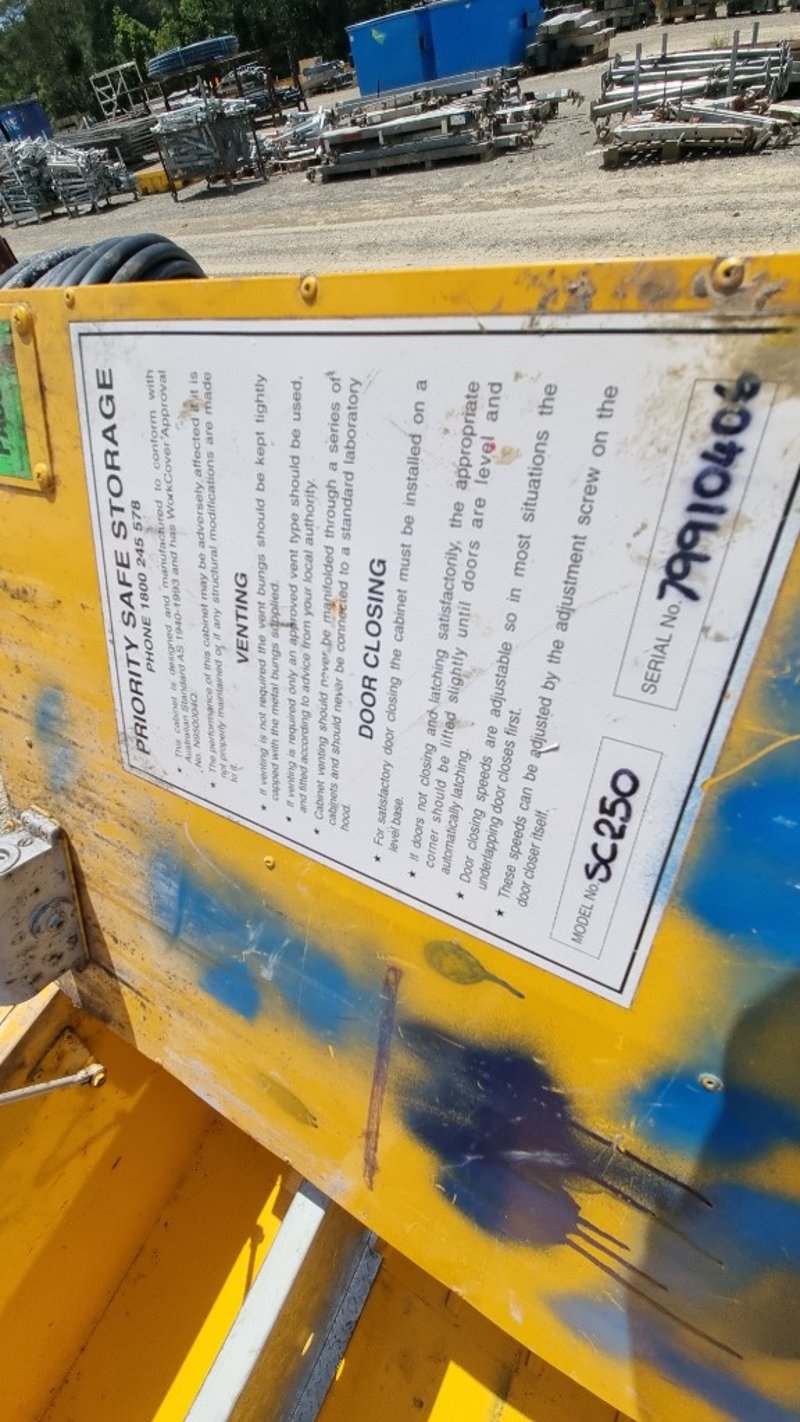 PRIORITY SAFE STORAGE
PHONE 1800 245 578
★ This cabinet is designed and manufactured to conform with
Australian Standard AS 1940-1993 and has WorkCover Approval
No. N9500040.
★ The performance of this cabinet may be adversely affected if it is
not properly maintained or if any structural modifications are made
to it.
VENTING
★ If venting is not required the vent bungs should be kept tightly
capped with the metal bungs supplied.
★ If venting is required only an approved vent type should be used,
and fitted according to advice from your local authority.
★ Cabinet venting should never be manifolded through a series of
cabinets and should never be connected to a standard laboratory
hood.
DOOR CLOSING
★ For satisfactory door closing the cabinet must be installed on a
level base.
★ If doors not closing and latching satisfactorily, the appropriate
corner should be lifted slightly until doors are level and
automatically latching.
★ Door closing speeds are adjustable so in most situations the
underlapping door closes first.
★ These speeds can be adjusted by the adjustment screw on the
door closer itself.
MODEL No. SC250
SERIAL No. 79910406